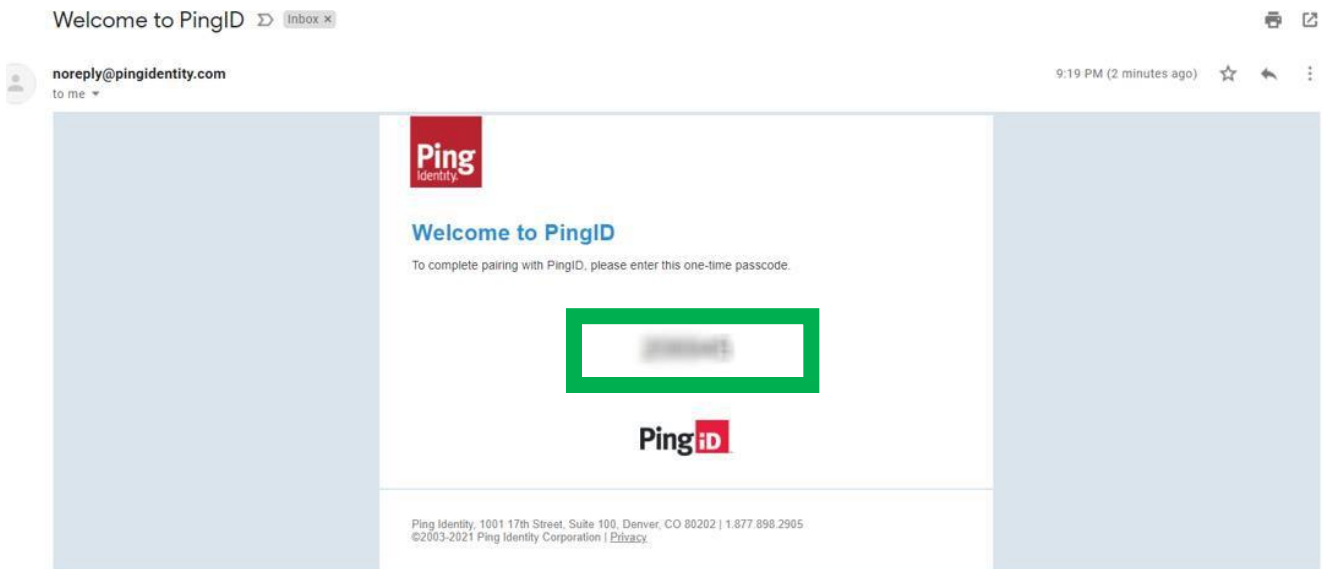 Welcome to PingID Inbox ×
noreply@pingidentity.com
9:19 PM (2 minutes ago)
to me
Ping
Identity.
Welcome to PingID
To complete pairing with PingID, please enter this one-time passcode.
Ping iD
Ping Identity, 1001 17th Street, Suite 100, Denver, CO 80202 | 1.877.898.2905
©2003-2021 Ping Identity Corporation | Privacy